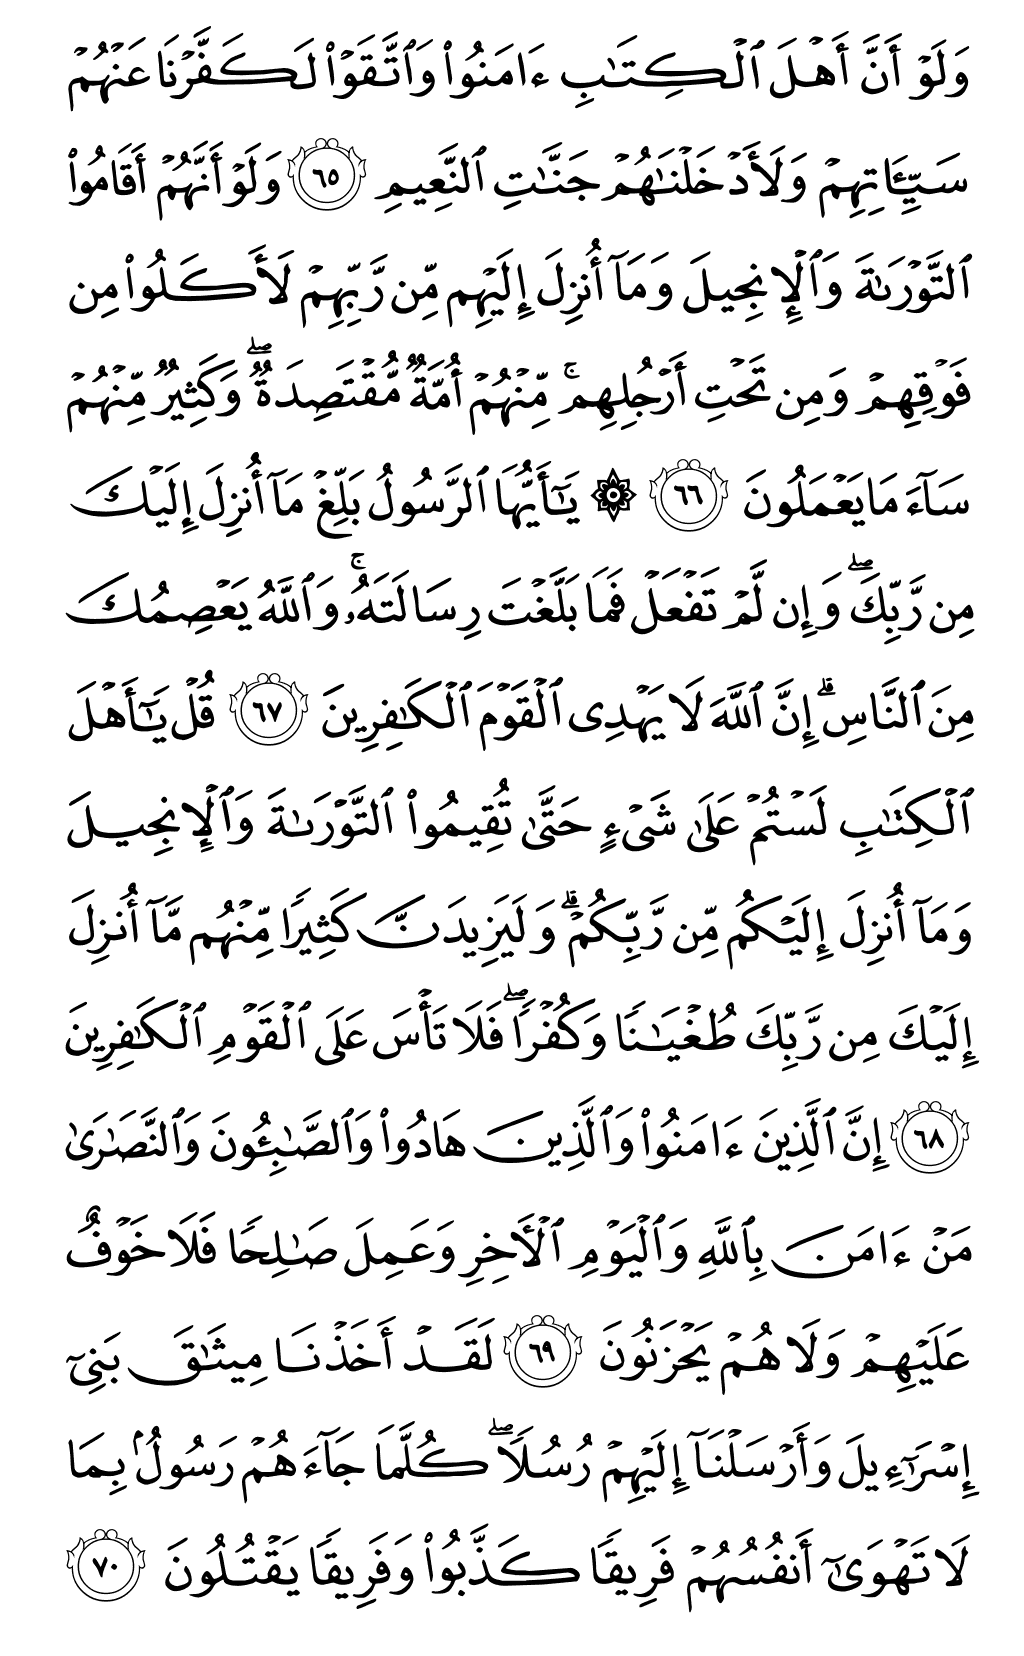 وَلَوۡ أَنَّ أَهۡلَ ٱلۡكِتَٰبِ ءَامَنُواْ وَٱتَّقَوۡاْ لَكَفَّرۡنَا عَنۡهُمۡ
سَيِّـَٔاتِهِمۡ وَلَأَدۡخَلۡنَٰهُمۡ جَنَّٰتِ ٱلنَّعِيمِ ٦٥ وَلَوۡ أَنَّهُمۡ أَقَامُواْ
ٱلتَّوۡرَىٰةَ وَٱلۡإِنجِيلَ وَمَآ أُنزِلَ إِلَيۡهِم مِّن رَّبِّهِمۡ لَأَكَلُواْ مِن
فَوۡقِهِمۡ وَمِن تَحۡتِ أَرۡجُلِهِمۚ مِّنۡهُمۡ أُمَّةٞ مُّقۡتَصِدَةٞۖ وَكَثِيرٞ مِّنۡهُمۡ
سَآءَ مَا يَعۡمَلُونَ ٦٦ ۞ يَٰٓأَيُّهَا ٱلرَّسُولُ بَلِّغۡ مَآ أُنزِلَ إِلَيۡكَ
مِن رَّبِّكَۖ وَإِن لَّمۡ تَفۡعَلۡ فَمَا بَلَّغۡتَ رِسَالَتَهُۥۚ وَٱللَّهُ يَعۡصِمُكَ
مِنَ ٱلنَّاسِۗ إِنَّ ٱللَّهَ لَا يَهۡدِي ٱلۡقَوۡمَ ٱلۡكَٰفِرِينَ ٦٧ قُلۡ يَٰٓأَهۡلَ
ٱلۡكِتَٰبِ لَسۡتُمۡ عَلَىٰ شَيۡءٍ حَتَّىٰ تُقِيمُواْ ٱلتَّوۡرَىٰةَ وَٱلۡإِنجِيلَ
وَمَآ أُنزِلَ إِلَيۡكُم مِّن رَّبِّكُمۡۗ وَلَيَزِيدَنَّ كَثِيرٗا مِّنۡهُم مَّآ أُنزِلَ
إِلَيۡكَ مِن رَّبِّكَ طُغۡيَٰنٗا وَكُفۡرٗاۖ فَلَا تَأۡسَ عَلَى ٱلۡقَوۡمِ ٱلۡكَٰفِرِينَ
٦٨ إِنَّ ٱلَّذِينَ ءَامَنُواْ وَٱلَّذِينَ هَادُواْ وَٱلصَّٰبِـُٔونَ وَٱلنَّصَٰرَىٰ
مَنۡ ءَامَنَ بِٱللَّهِ وَٱلۡيَوۡمِ ٱلۡأٓخِرِ وَعَمِلَ صَٰلِحٗا فَلَا خَوۡفٌ
عَلَيۡهِمۡ وَلَا هُمۡ يَحۡزَنُونَ ٦٩ لَقَدۡ أَخَذۡنَا مِيثَٰقَ بَنِيٓ
إِسۡرَٰٓءِيلَ وَأَرۡسَلۡنَآ إِلَيۡهِمۡ رُسُلٗاۖ كُلَّمَا جَآءَهُمۡ رَسُولُۢ بِمَا
لَا تَهۡوَىٰٓ أَنفُسُهُمۡ فَرِيقٗا كَذَّبُواْ وَفَرِيقٗا يَقۡتُلُونَ ٧٠